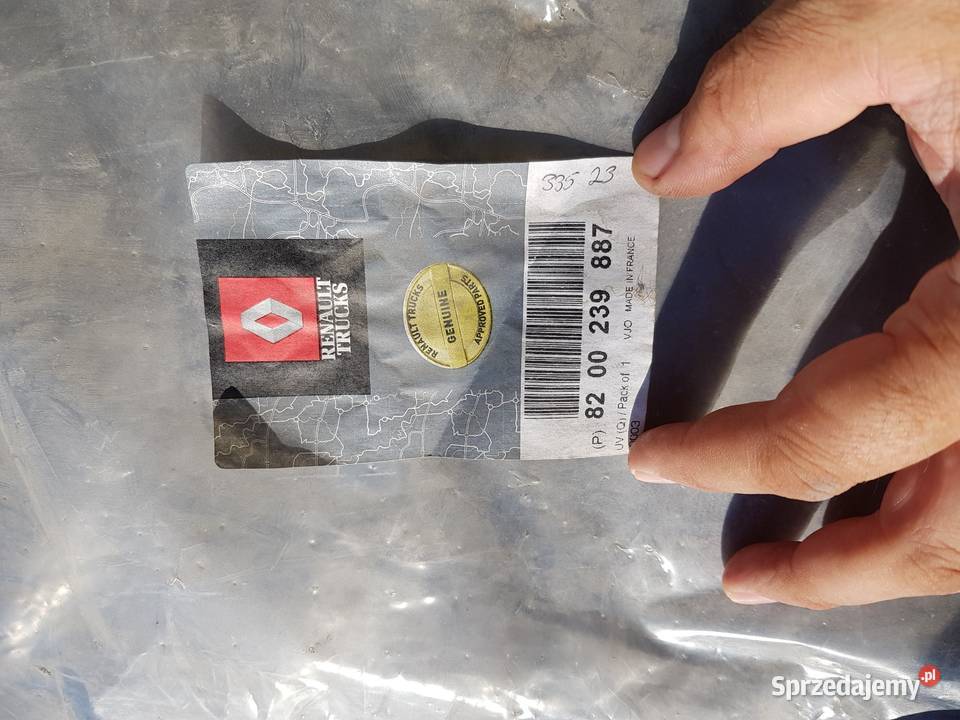 RENAULT
TRUCKS
RENAULT TRUCKS
GENUINE
APPROVED PARTS
335 23
(P) 82 00 239 887
UV (Q) / Pack of 1 VJO MADE IN FRANCE
Sprzedajemy.pl